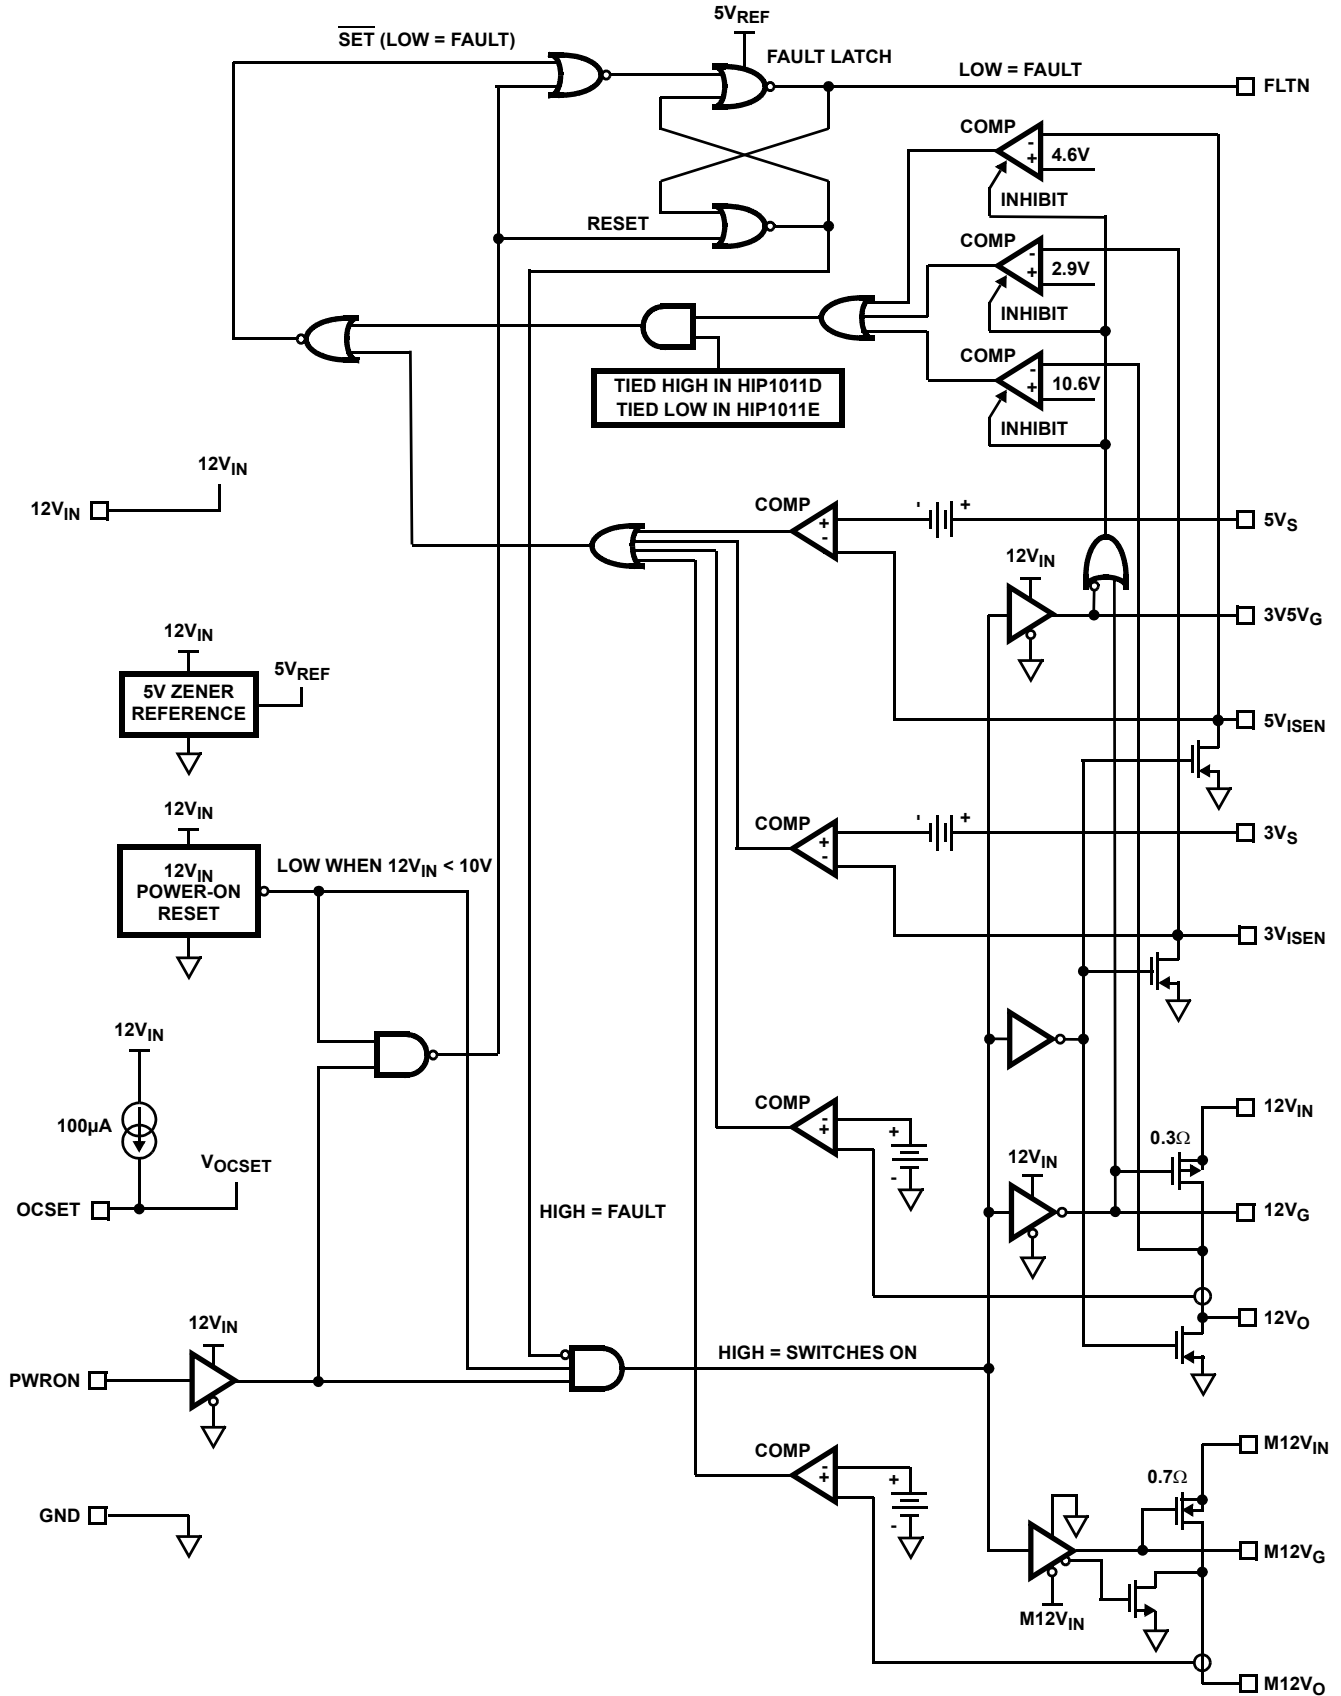 5VREF
SET (LOW = FAULT)
FAULT LATCH
LOW = FAULT
FLTN
COMP
-
+
4.6V
INHIBIT
RESET
COMP
-
+
2.9V
INHIBIT
COMP
-
+
10.6V
INHIBIT
TIED HIGH IN HIP1011D
TIED LOW IN HIP1011E
12VIN
12VIN
COMP
+
-
-
+
5VS
12VIN
3V5VG
12VIN
5VREF
5V ZENER
REFERENCE
5VISEN
12VIN
COMP
+
-
-
+
3VS
12VIN
POWER-ON
RESET
LOW WHEN 12VIN < 10V
3VISEN
12VIN
100µA
VOCSET
OCSET
COMP
-
+
+
-
12VIN
0.3Ω
12VIN
12VG
HIGH = FAULT
12VO
12VIN
PWRON
HIGH = SWITCHES ON
COMP
-
+
+
-
M12VIN
0.7Ω
GND
M12VG
M12VIN
M12VO